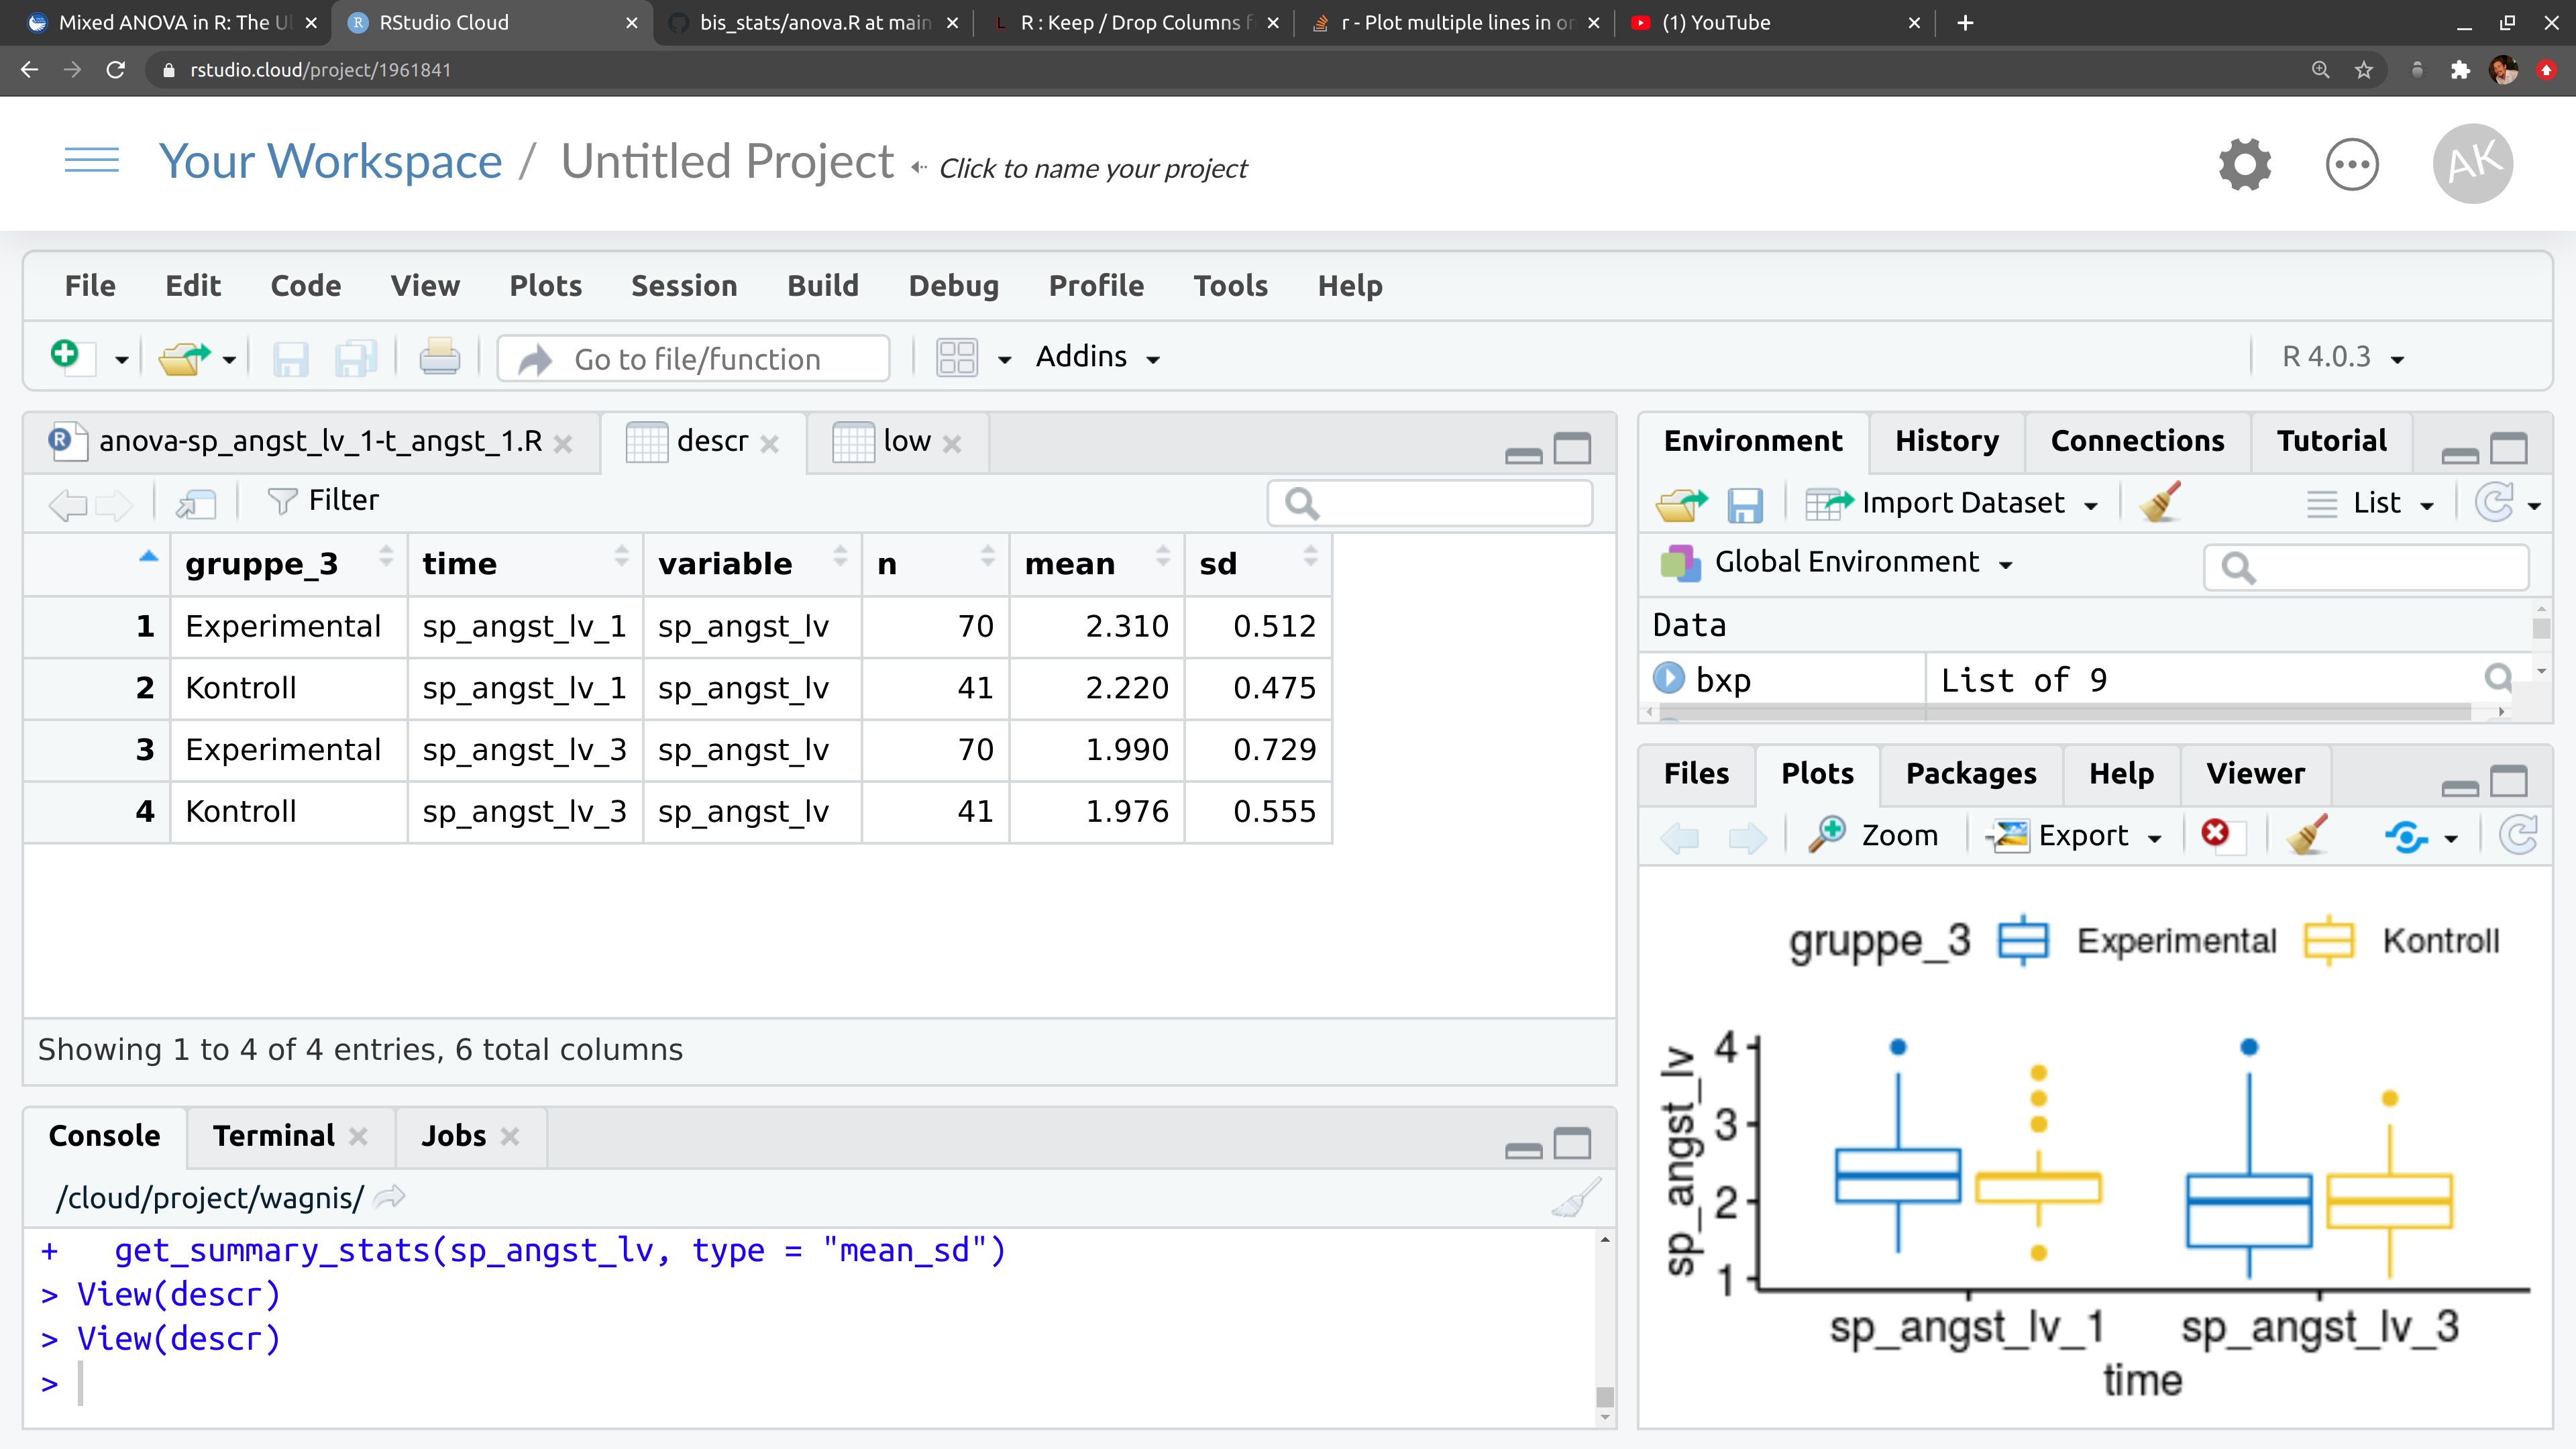 Mixed ANOVA in R: The Ul
RStudio Cloud
bis_stats/anova.R at main
R : Keep / Drop Columns f
r - Plot multiple lines in on
(1) YouTube
rstudio.cloud/project/1961841
Your Workspace / Untitled Project Click to name your project
AK
File Edit Code View Plots Session Build Debug Profile Tools Help
Go to file/function
Addins
R 4.0.3
anova-sp_angst_lv_1-t_angst_1.R
descr
low
Filter
gruppe_3 time variable n mean sd
1 Experimental sp_angst_lv_1 sp_angst_lv 70 2.310 0.512
2 Kontroll sp_angst_lv_1 sp_angst_lv 41 2.220 0.475
3 Experimental sp_angst_lv_3 sp_angst_lv 70 1.990 0.729
4 Kontroll sp_angst_lv_3 sp_angst_lv 41 1.976 0.555
Showing 1 to 4 of 4 entries, 6 total columns
Console Terminal Jobs
/cloud/project/wagnis/
+ get_summary_stats(sp_angst_lv, type = "mean_sd")
> View(descr)
> View(descr)
>
Environment History Connections Tutorial
Import Dataset
List
Global Environment
Data
bxp List of 9
Files Plots Packages Help Viewer
Zoom
Export
gruppe_3 Experimental Kontroll
sp_angst_lv
4
3
2
1
sp_angst_lv_1 sp_angst_lv_3
time